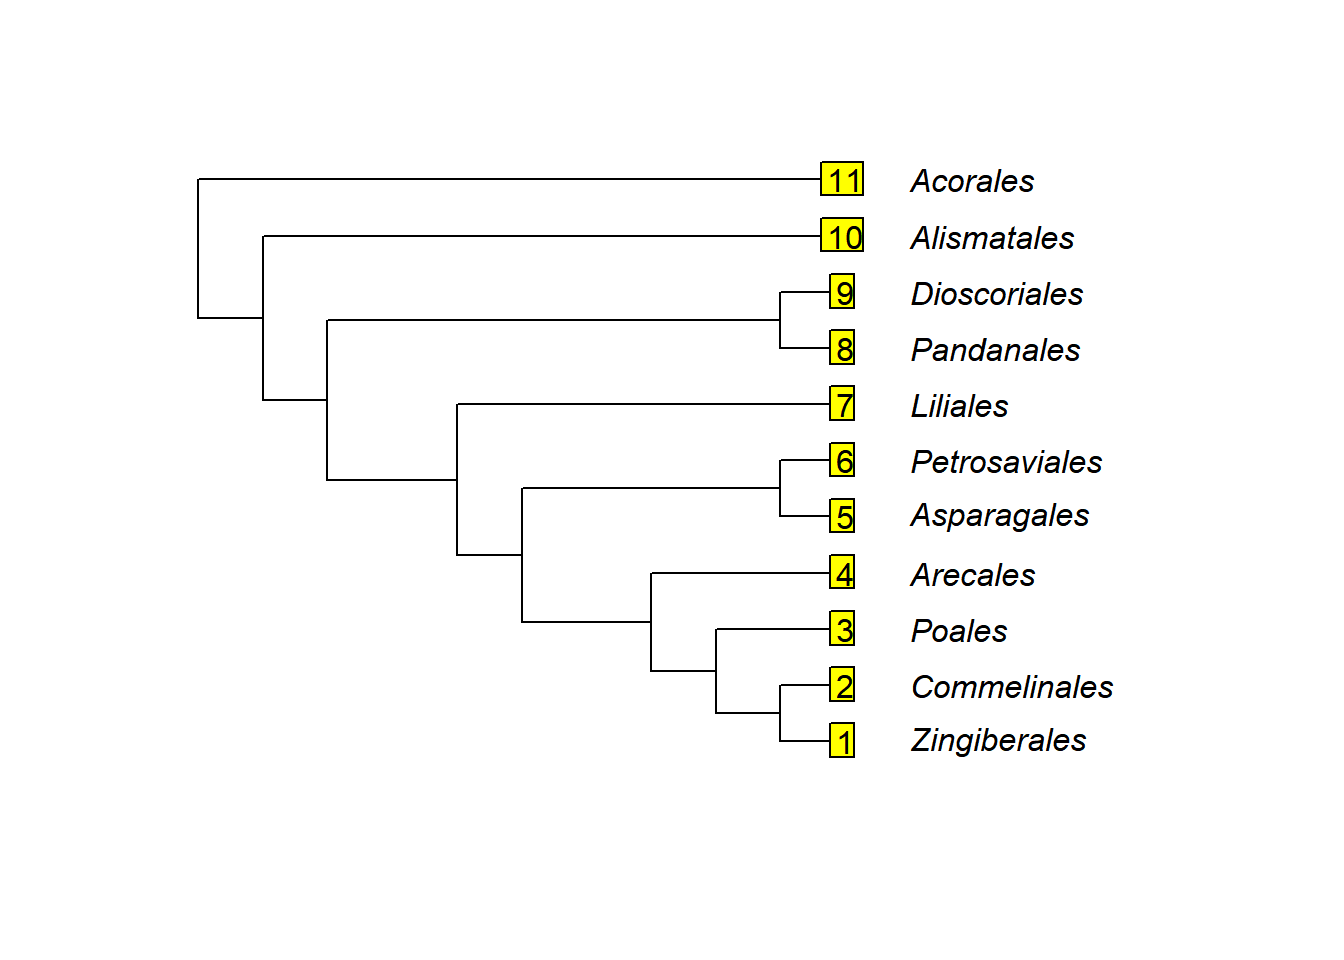 11 Acorales
10 Alismatales
9 Dioscoriales
8 Pandanales
7 Liliales
6 Petrosaviales
5 Asparagales
4 Arecales
3 Poales
2 Commelinales
1 Zingiberales